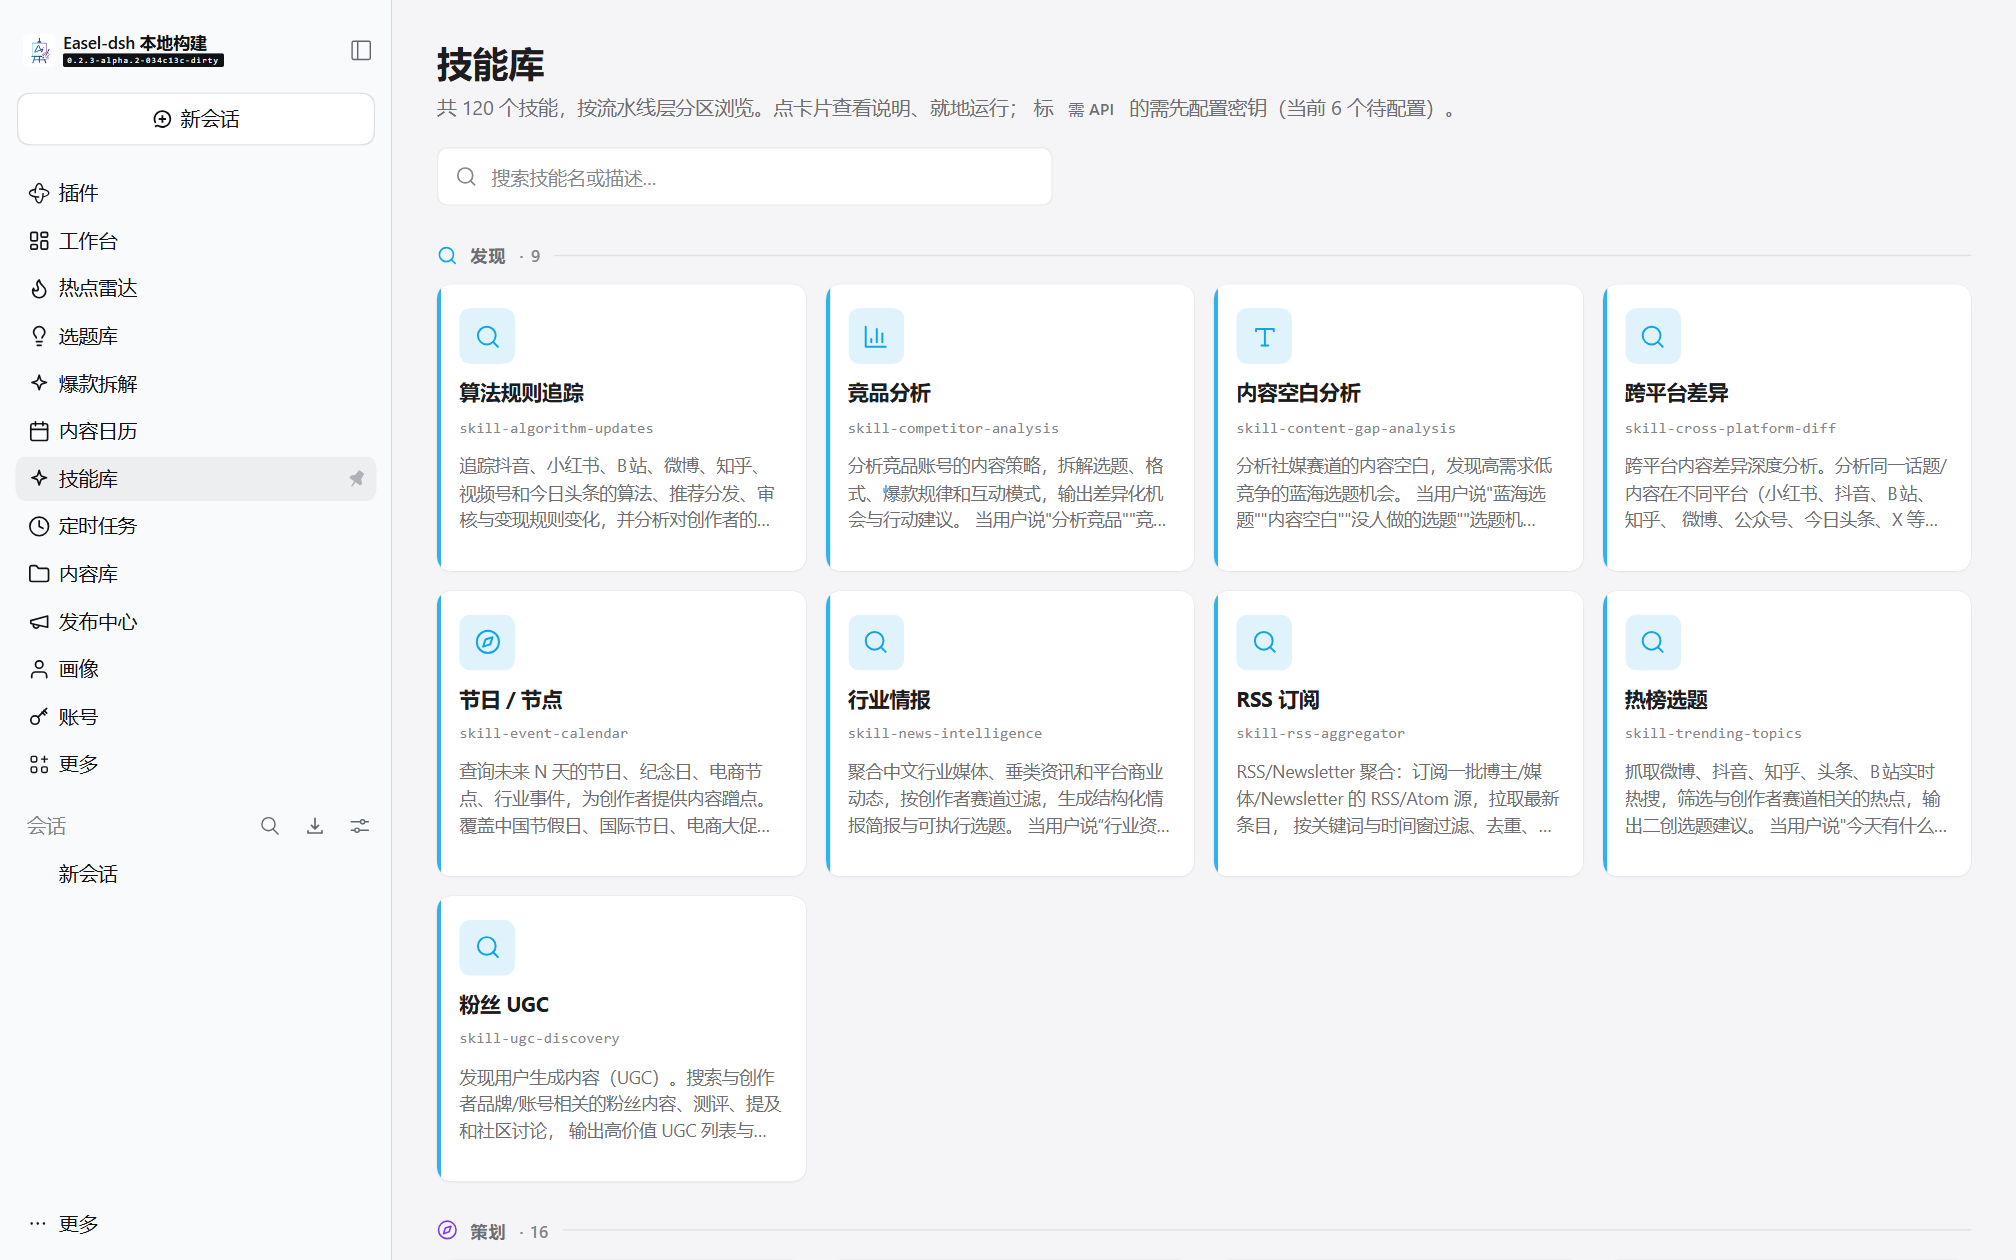 Easel-dsh 本地构建
0.2.3-alpha.2-034c13c-dirty
新会话
插件
工作台
热点雷达
选题库
爆款拆解
内容日历
技能库
定时任务
内容库
发布中心
画像
账号
更多
会话
新会话
更多
技能库
共 120 个技能，按流水线层分区浏览。点卡片查看说明、就地运行； 标 需 API 的需先配置密钥（当前 6 个待配置）。
搜索技能名或描述...
发现 · 9
算法规则追踪
skill-algorithm-updates
追踪抖音、小红书、B站、微博、知乎、
视频号和今日头条的算法、推荐分发、审
核与变现规则变化，并分析对创作者的...
竞品分析
skill-competitor-analysis
分析竞品账号的内容策略，拆解选题、格
式、爆款规律和互动模式，输出差异化机
会与行动建议。 当用户说"分析竞品""竞...
内容空白分析
skill-content-gap-analysis
分析社媒赛道的内容空白，发现高需求低
竞争的蓝海选题机会。 当用户说"蓝海选
题""内容空白""没人做的选题""选题机...
跨平台差异
skill-cross-platform-diff
跨平台内容差异深度分析。分析同一话题/
内容在不同平台（小红书、抖音、B站、
知乎、 微博、公众号、今日头条、X 等...
节日 / 节点
skill-event-calendar
查询未来 N 天的节日、纪念日、电商节
点、行业事件，为创作者提供内容蹭点。
覆盖中国节假日、国际节日、电商大促...
行业情报
skill-news-intelligence
聚合中文行业媒体、垂类资讯和平台商业
动态，按创作者赛道过滤，生成结构化情
报简报与可执行选题。 当用户说"行业资...
RSS 订阅
skill-rss-aggregator
RSS/Newsletter 聚合：订阅一批博主/媒
体/Newsletter 的 RSS/Atom 源，拉取最新
条目， 按关键词与时间窗过滤、去重、...
热榜选题
skill-trending-topics
抓取微博、抖音、知乎、头条、B站实时
热搜，筛选与创作者赛道相关的热点，输
出二创选题建议。 当用户说"今天有什么...
粉丝 UGC
skill-ugc-discovery
发现用户生成内容（UGC）。搜索与创作
者品牌/账号相关的粉丝内容、测评、提及
和社区讨论， 输出高价值 UGC 列表与...
策划 · 16